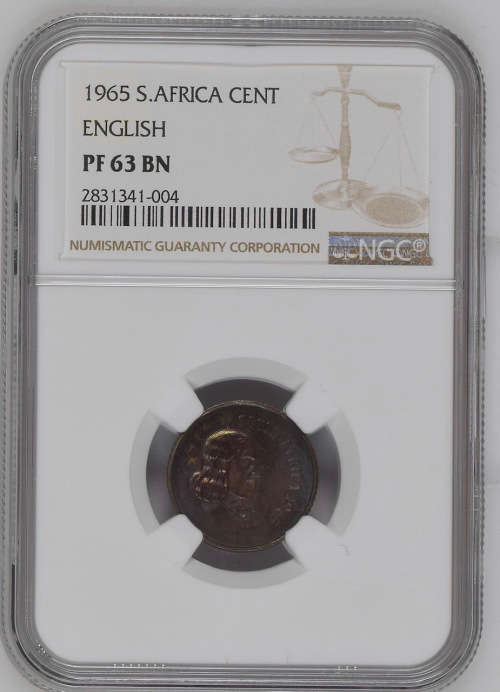 1965 S.AFRICA CENT
ENGLISH
PF 63 BN
2831341-004
NUMISMATIC GUARANTY CORPORATION
NGC®